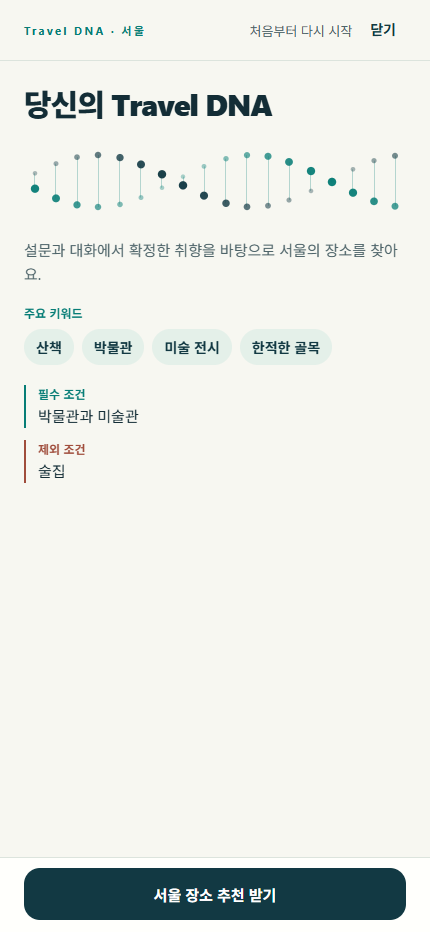 Travel DNA · 서울
처음부터 다시 시작 닫기
당신의 Travel DNA
설문과 대화에서 확정한 취향을 바탕으로 서울의 장소를 찾아
요.
주요 키워드
산책 박물관 미술 전시 한적한 골목
필수 조건
박물관과 미술관
제외 조건
술집
서울 장소 추천 받기